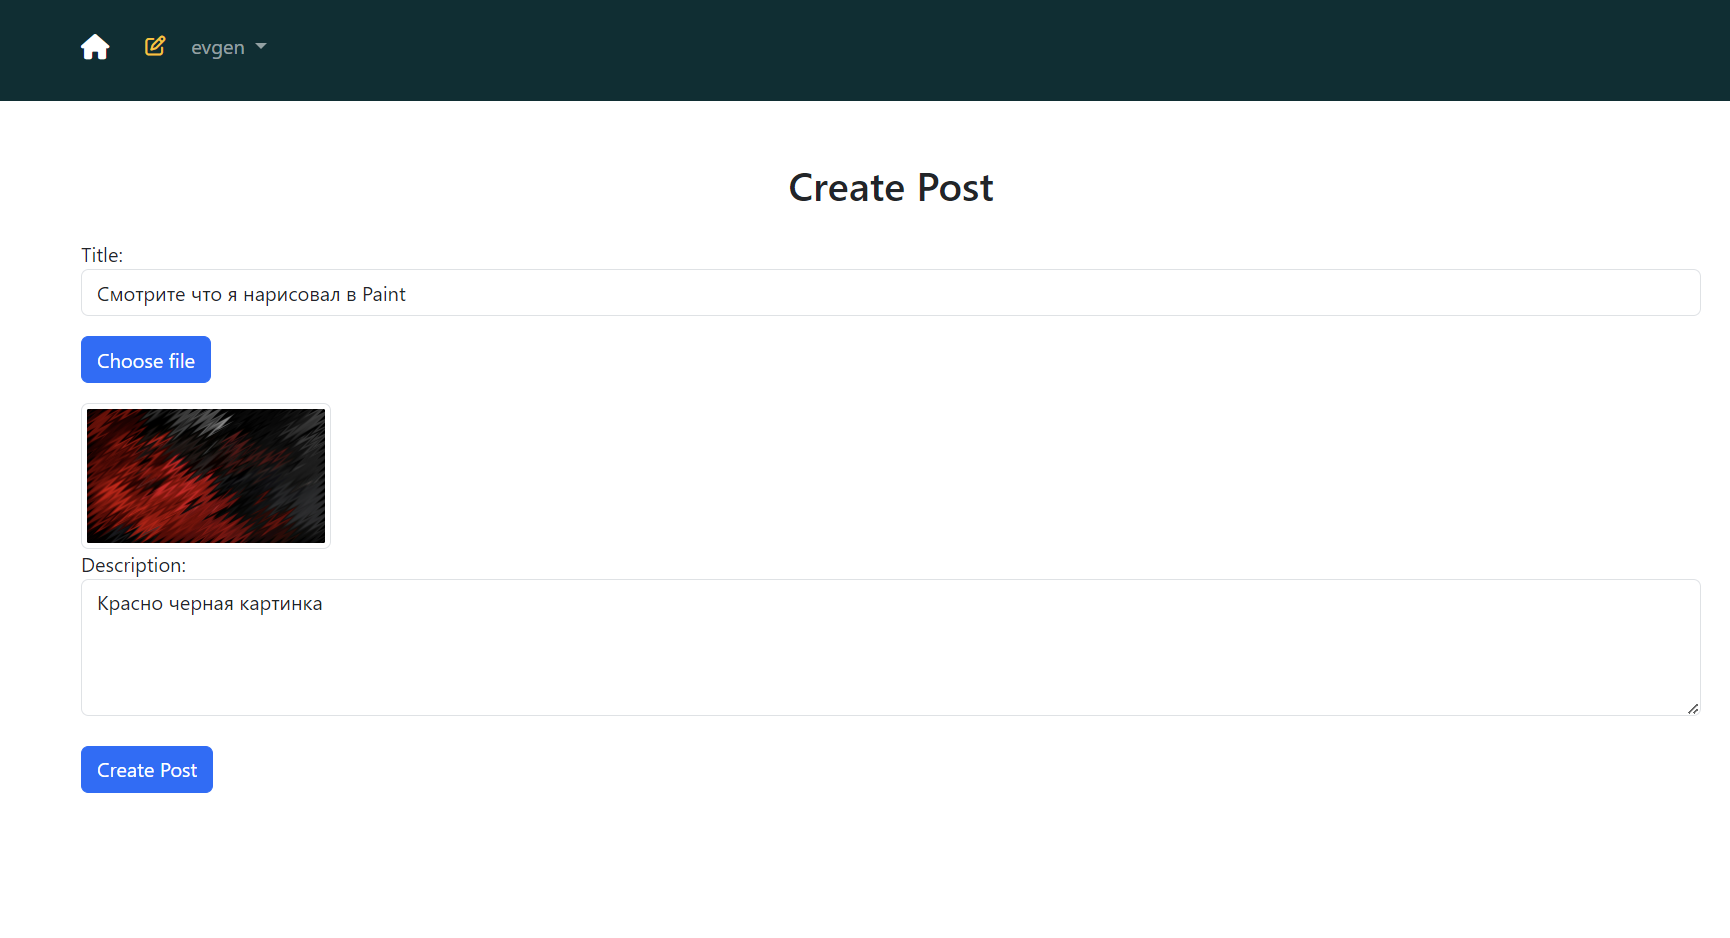 evgen
Create Post
Title:
Смотрите что я нарисовал в Paint
Choose file
Description:
Красно черная картинка
Create Post